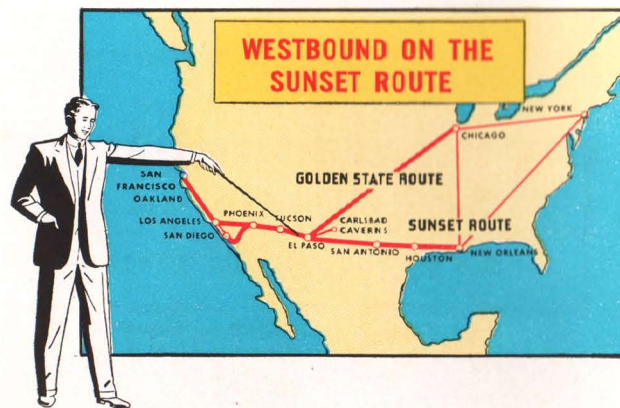 WESTBOUND ON THE
SUNSET ROUTE
NEW YORK
CHICAGO
SAN
FRANCISCO
OAKLAND
GOLDEN STATE ROUTE
LOS ANGELES
PHOENIX
TUCSON
CARLSBAD
CAVERNS
SUNSET ROUTE
SAN DIEGO
EL PASO
SAN ANTONIO
HOUSTON
NEW ORLEANS